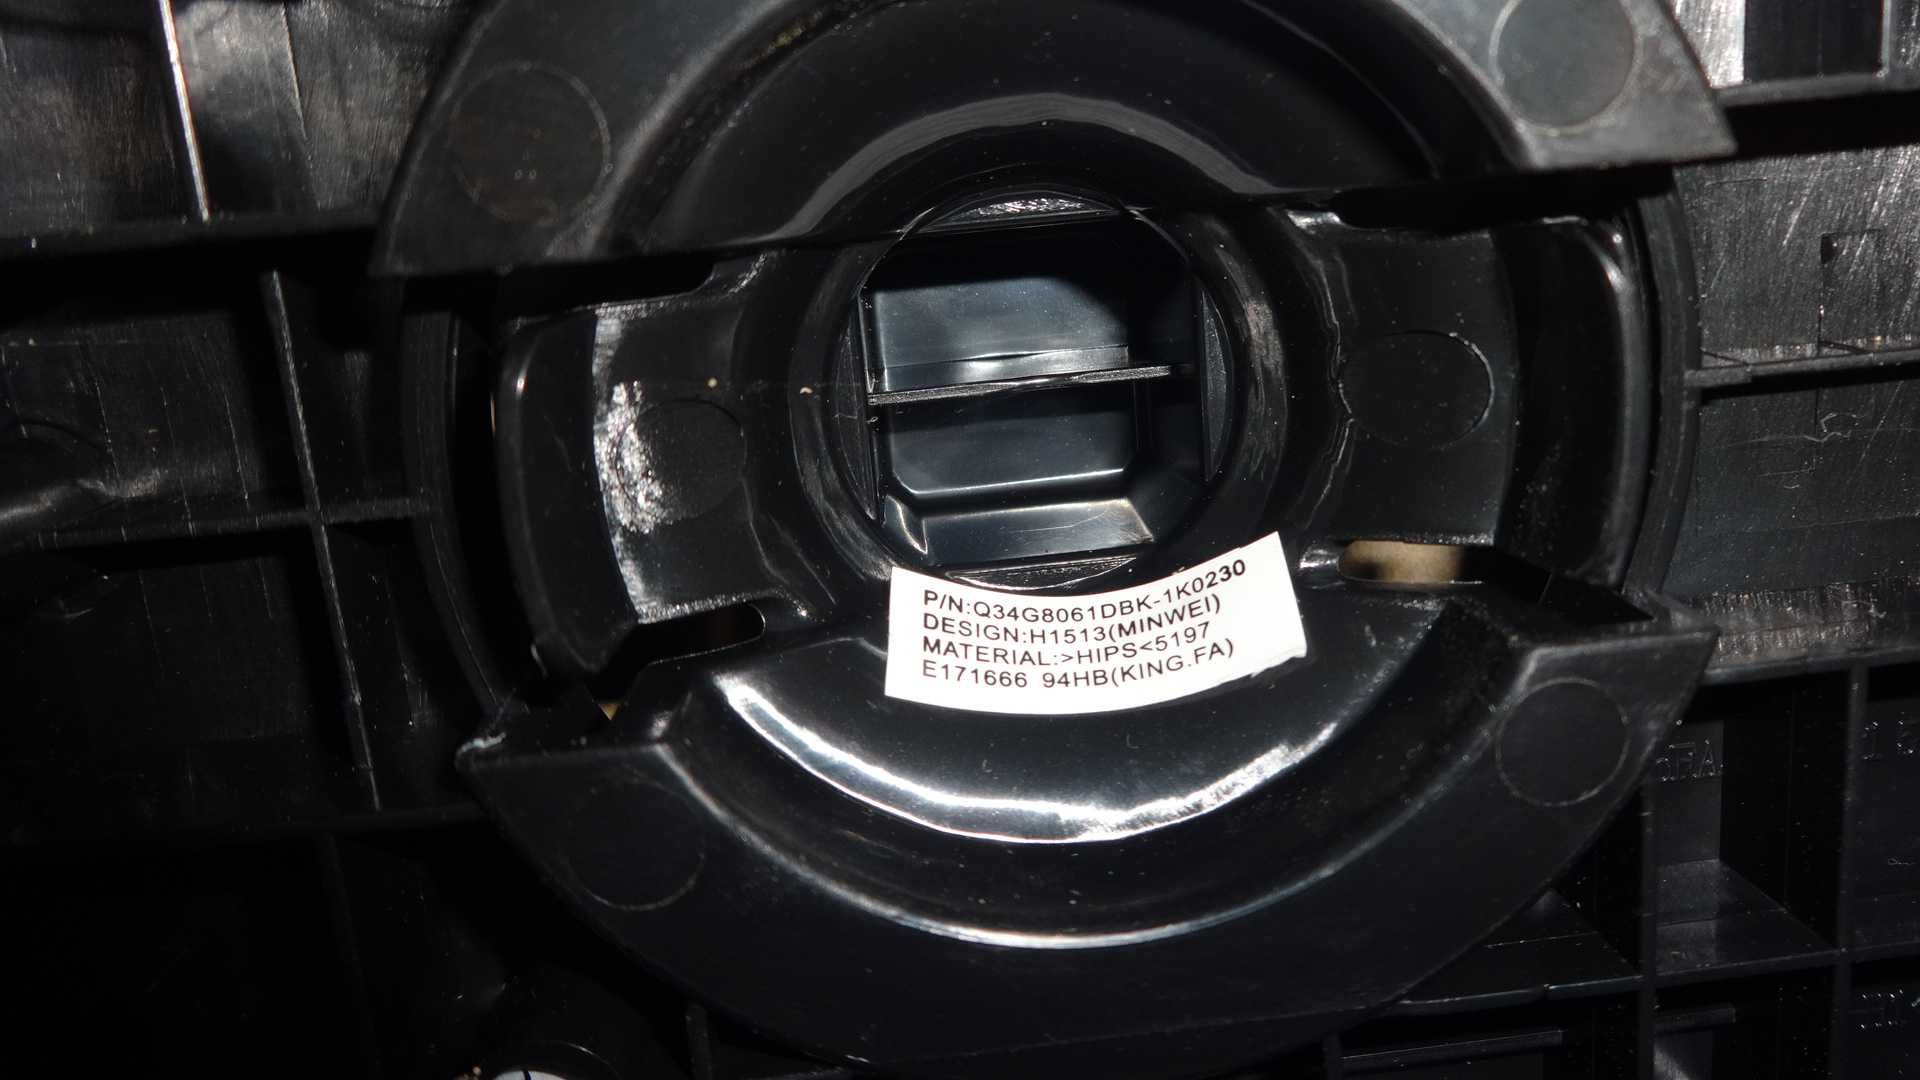 P/N:Q34G8061DBK-1K0230
DESIGN:H1513(MINWEI)
MATERIAL:>HIPS<5197
E171666 94HB(KING.FA)